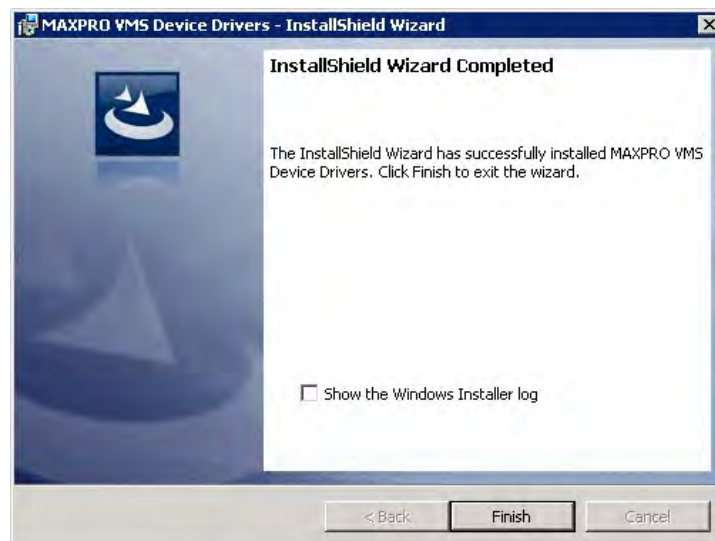 MAXPRO VMS Device Drivers - InstallShield Wizard
InstallShield Wizard Completed
The InstallShield Wizard has successfully installed MAXPRO VMS
Device Drivers. Click Finish to exit the wizard.
Show the Windows Installer log
< Back
Finish
Cancel